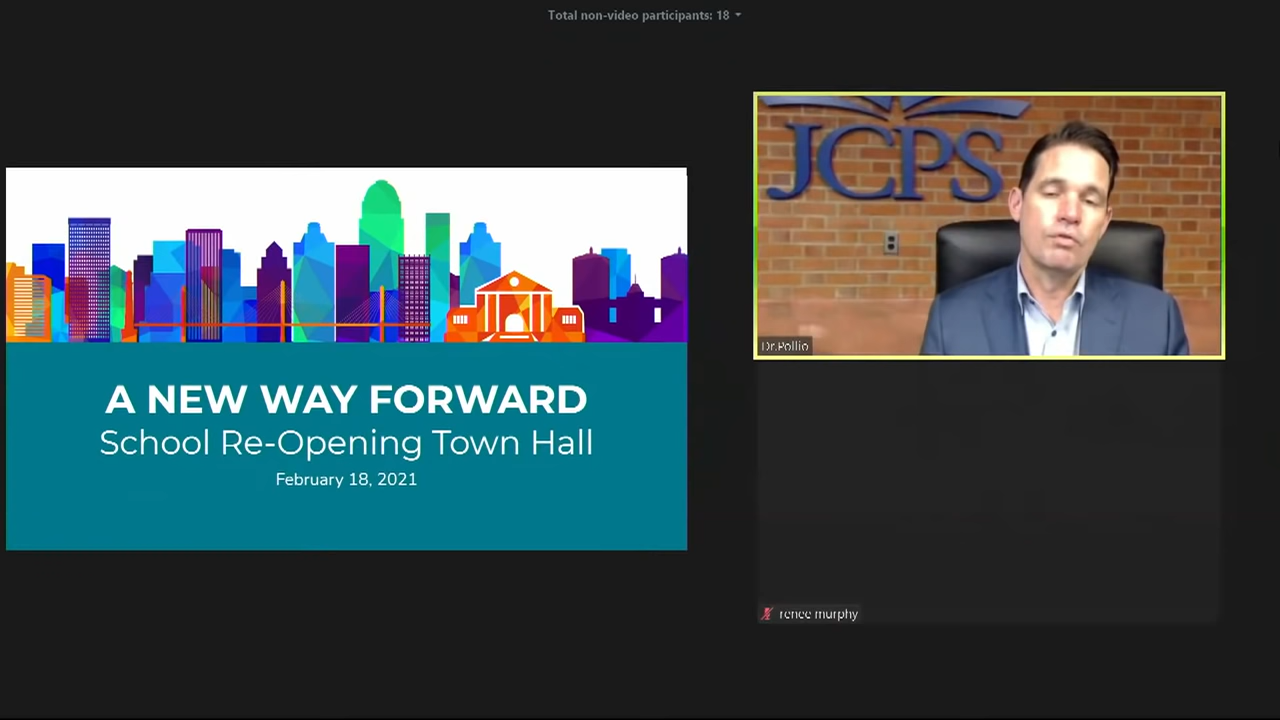 Total non-video participants: 18
JCPS
Dr.Pollio
A NEW WAY FORWARD
School Re-Opening Town Hall
February 18, 2021
renee murphy